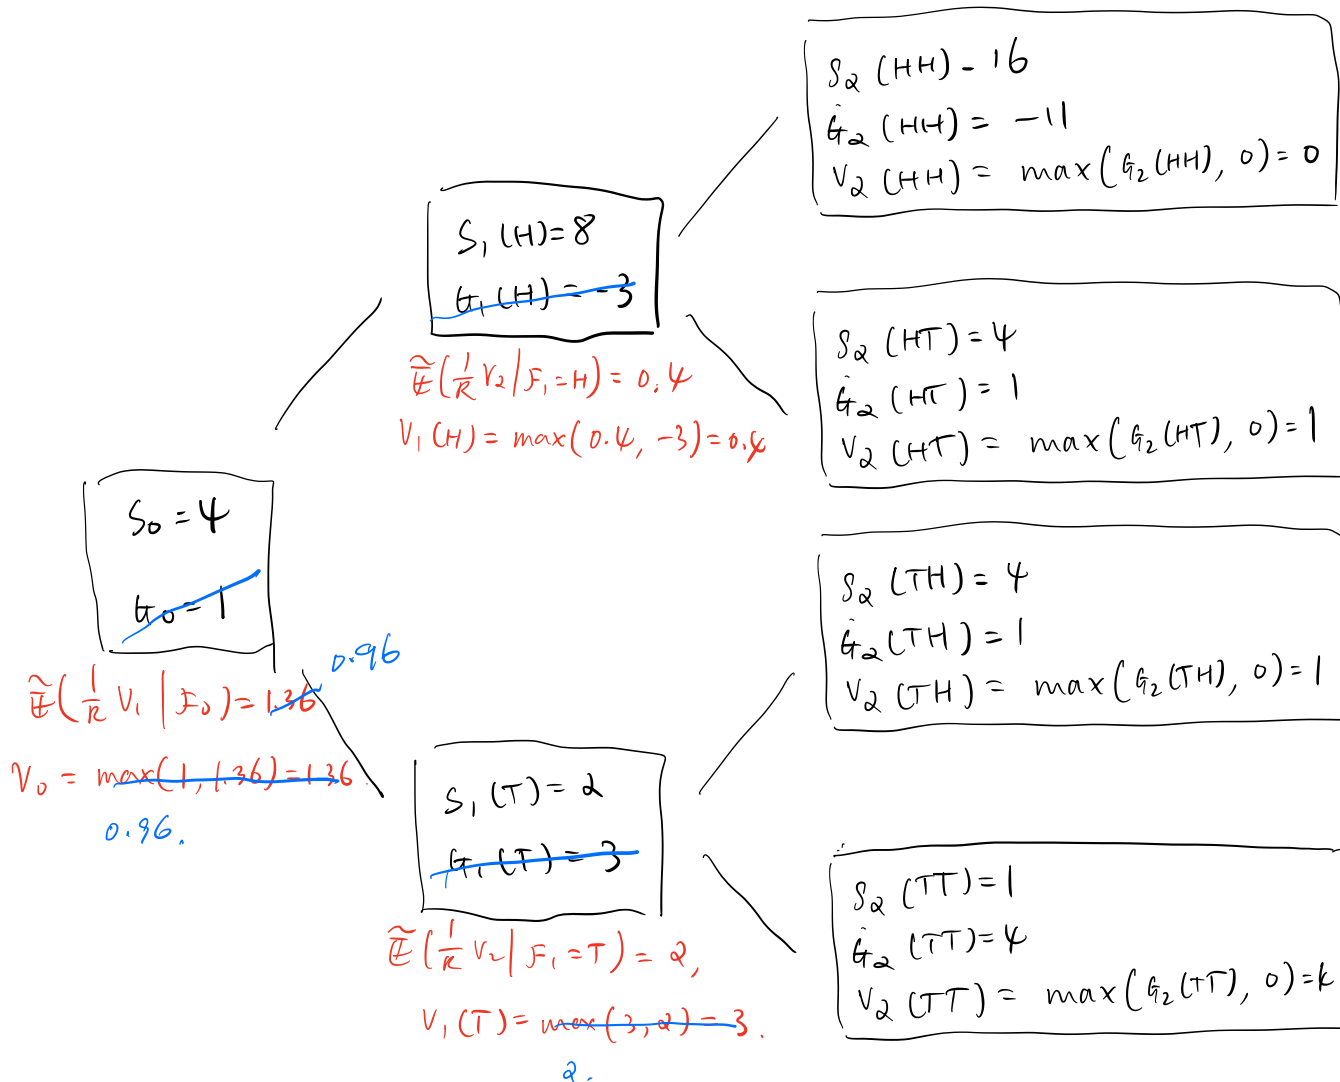 S₂ (HH) - 16
G₂ (HH) = -11
V₂ (HH) = max(G₂(HH), 0) = 0
S₁ (H) = 8
G₁ (H) = -3
Ẽ(1/R V₂ | F₁ = H) = 0.4
V₁ (H) = max(0.4, -3) = 0.4
S₂ (HT) = 4
G₂ (HT) = 1
V₂ (HT) = max(G₂(HT), 0) = 1
S₀ = 4
G₀ = 1
Ẽ(1/R V₁ | F₀) = 1.36 0.96
V₀ = max(1, 1.36) = 1.36
0.96.
S₂ (TH) = 4
G₂ (TH) = 1
V₂ (TH) = max(G₂(TH), 0) = 1
S₁ (T) = 2
G₁ (T) = 3
Ẽ(1/R V₂ | F₁ = T) = 2,
V₁ (T) = max(3, 2) = 3.
2.
S₂ (TT) = 1
G₂ (TT) = 4
V₂ (TT) = max(G₂(TT), 0) =